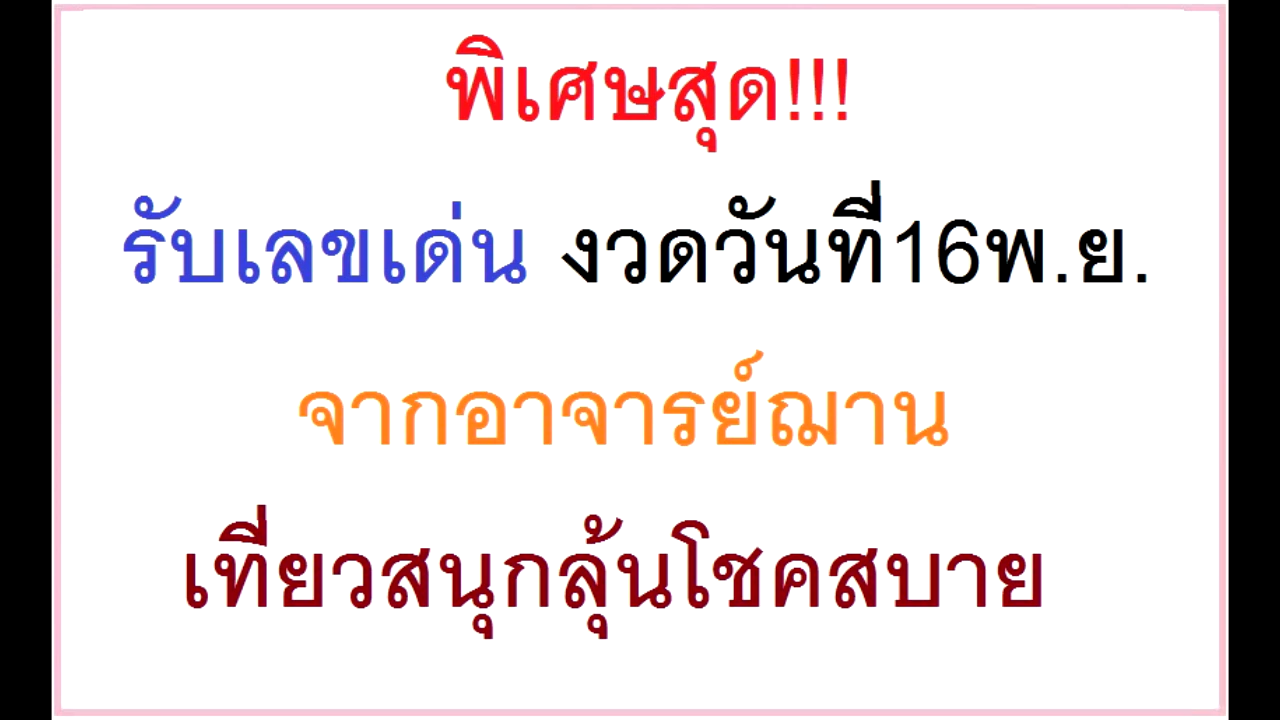 พิเศษสุด!!!
รับเลขเด่น งวดวันที่16พ.ย.
จากอาจารย์ฌาน
เที่ยวสนุกลุ้นโชคสบาย